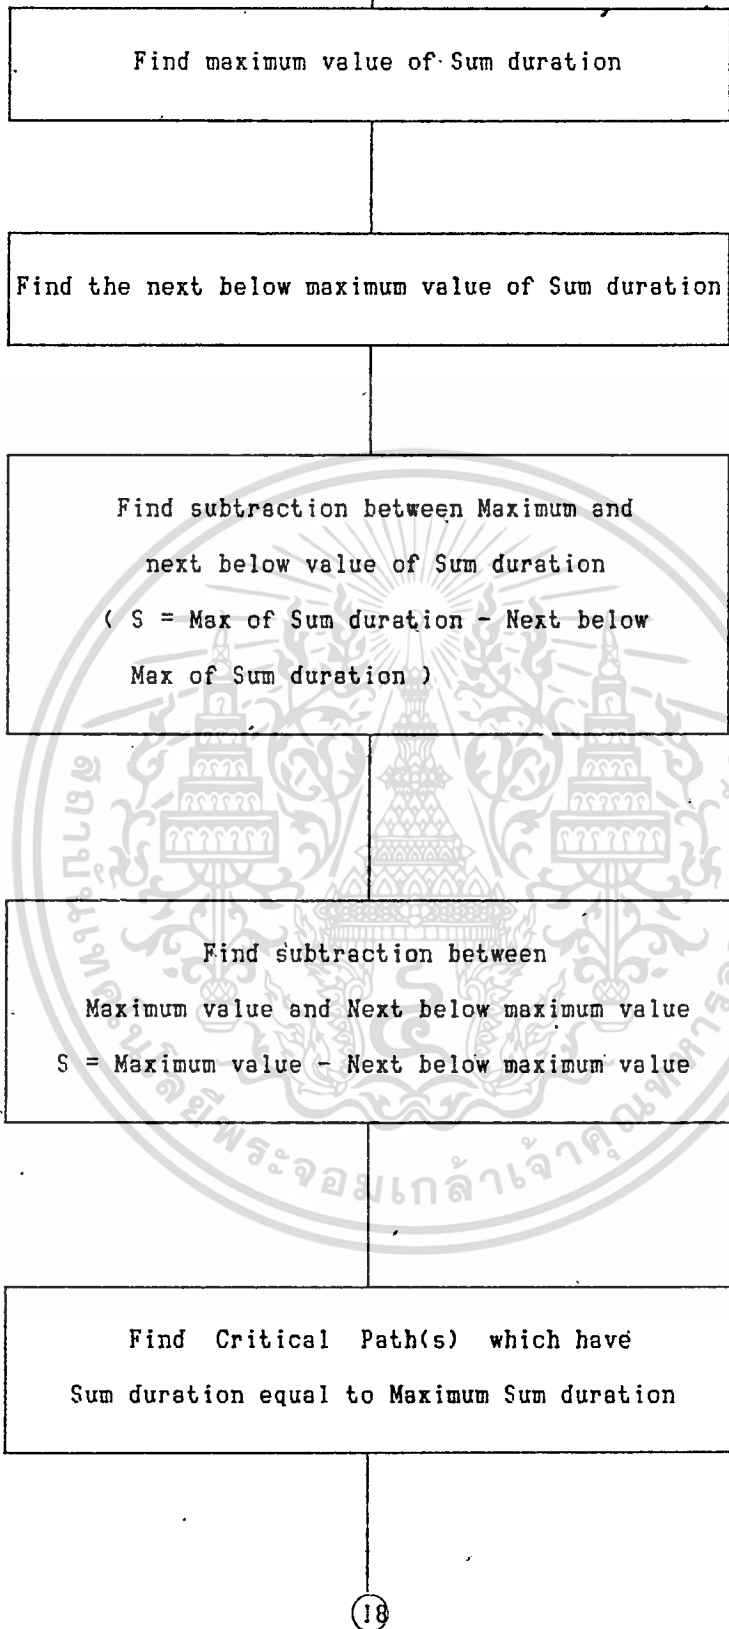 Find maximum value of Sum duration
Find the next below maximum value of Sum duration
Find subtraction between Maximum and
next below value of Sum duration
( S = Max of Sum duration - Next below
Max of Sum duration )
Find subtraction between
Maximum value and Next below maximum value
S = Maximum value - Next below maximum value
Find Critical Path(s) which have
Sum duration equal to Maximum Sum duration
18